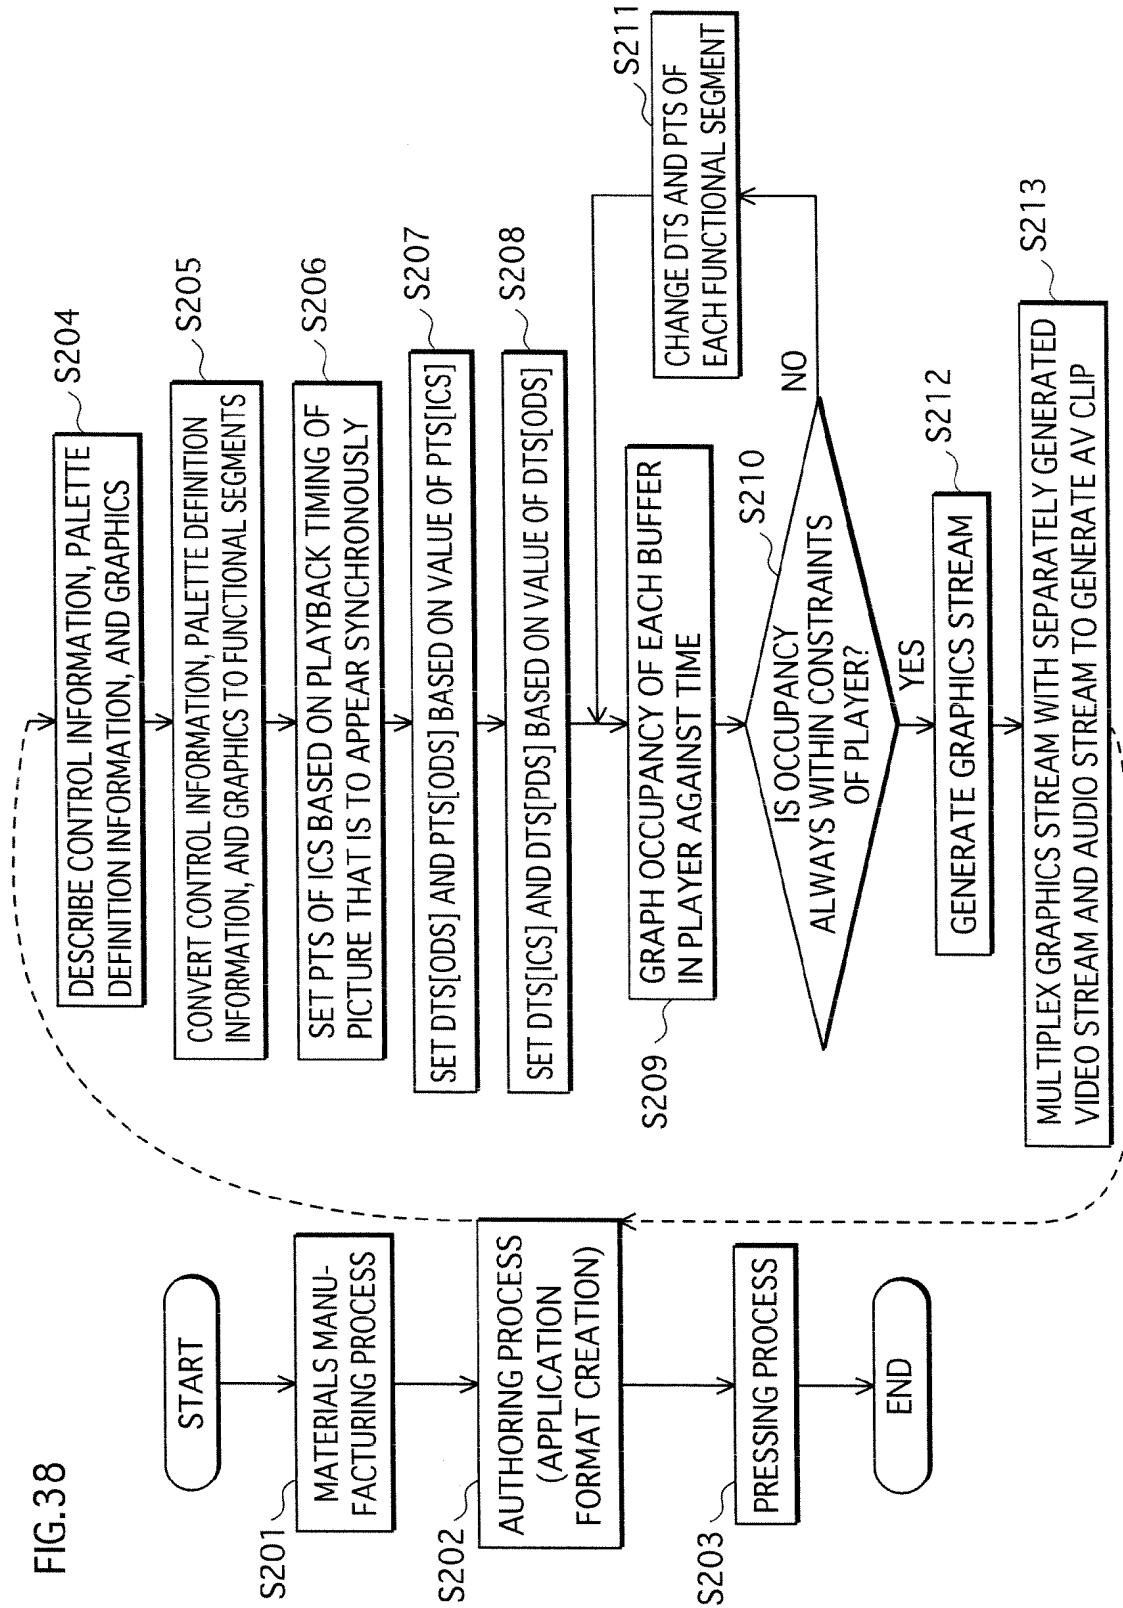 FIG.38
START
S201
MATERIALS MANU-
FACTURING PROCESS
S202
AUTHORING PROCESS
(APPLICATION
FORMAT CREATION)
S203
PRESSING PROCESS
END
S204
DESCRIBE CONTROL INFORMATION, PALETTE
DEFINITION INFORMATION, AND GRAPHICS
S205
CONVERT CONTROL INFORMATION, PALETTE DEFINITION
INFORMATION, AND GRAPHICS TO FUNCTIONAL SEGMENTS
S206
SET PTS OF ICS BASED ON PLAYBACK TIMING OF
PICTURE THAT IS TO APPEAR SYNCHRONOUSLY
S207
SET DTS[ODS] AND PTS[ODS] BASED ON VALUE OF PTS[ICS]
S208
SET DTS[ICS] AND DTS[PDS] BASED ON VALUE OF DTS[ODS]
S209
GRAPH OCCUPANCY OF EACH BUFFER
IN PLAYER AGAINST TIME
S210
IS OCCUPANCY
ALWAYS WITHIN CONSTRAINTS
OF PLAYER?
NO
S211
CHANGE DTS AND PTS OF
EACH FUNCTIONAL SEGMENT
YES
S212
GENERATE GRAPHICS STREAM
S213
MULTIPLEX GRAPHICS STREAM WITH SEPARATELY GENERATED
VIDEO STREAM AND AUDIO STREAM TO GENERATE AV CLIP